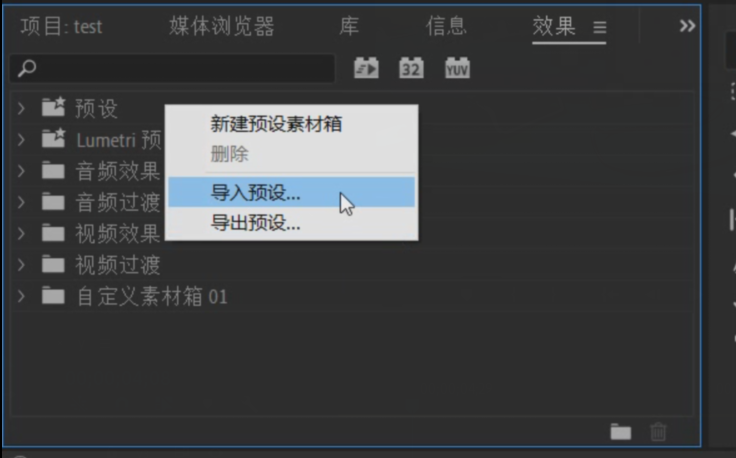 项目: test 媒体浏览器 库 信息 效果
32 YUV
预设
Lumetri 预
音频效果
音频过渡
视频效果
视频过渡
自定义素材箱 01
新建预设素材箱
删除
导入预设...
导出预设...